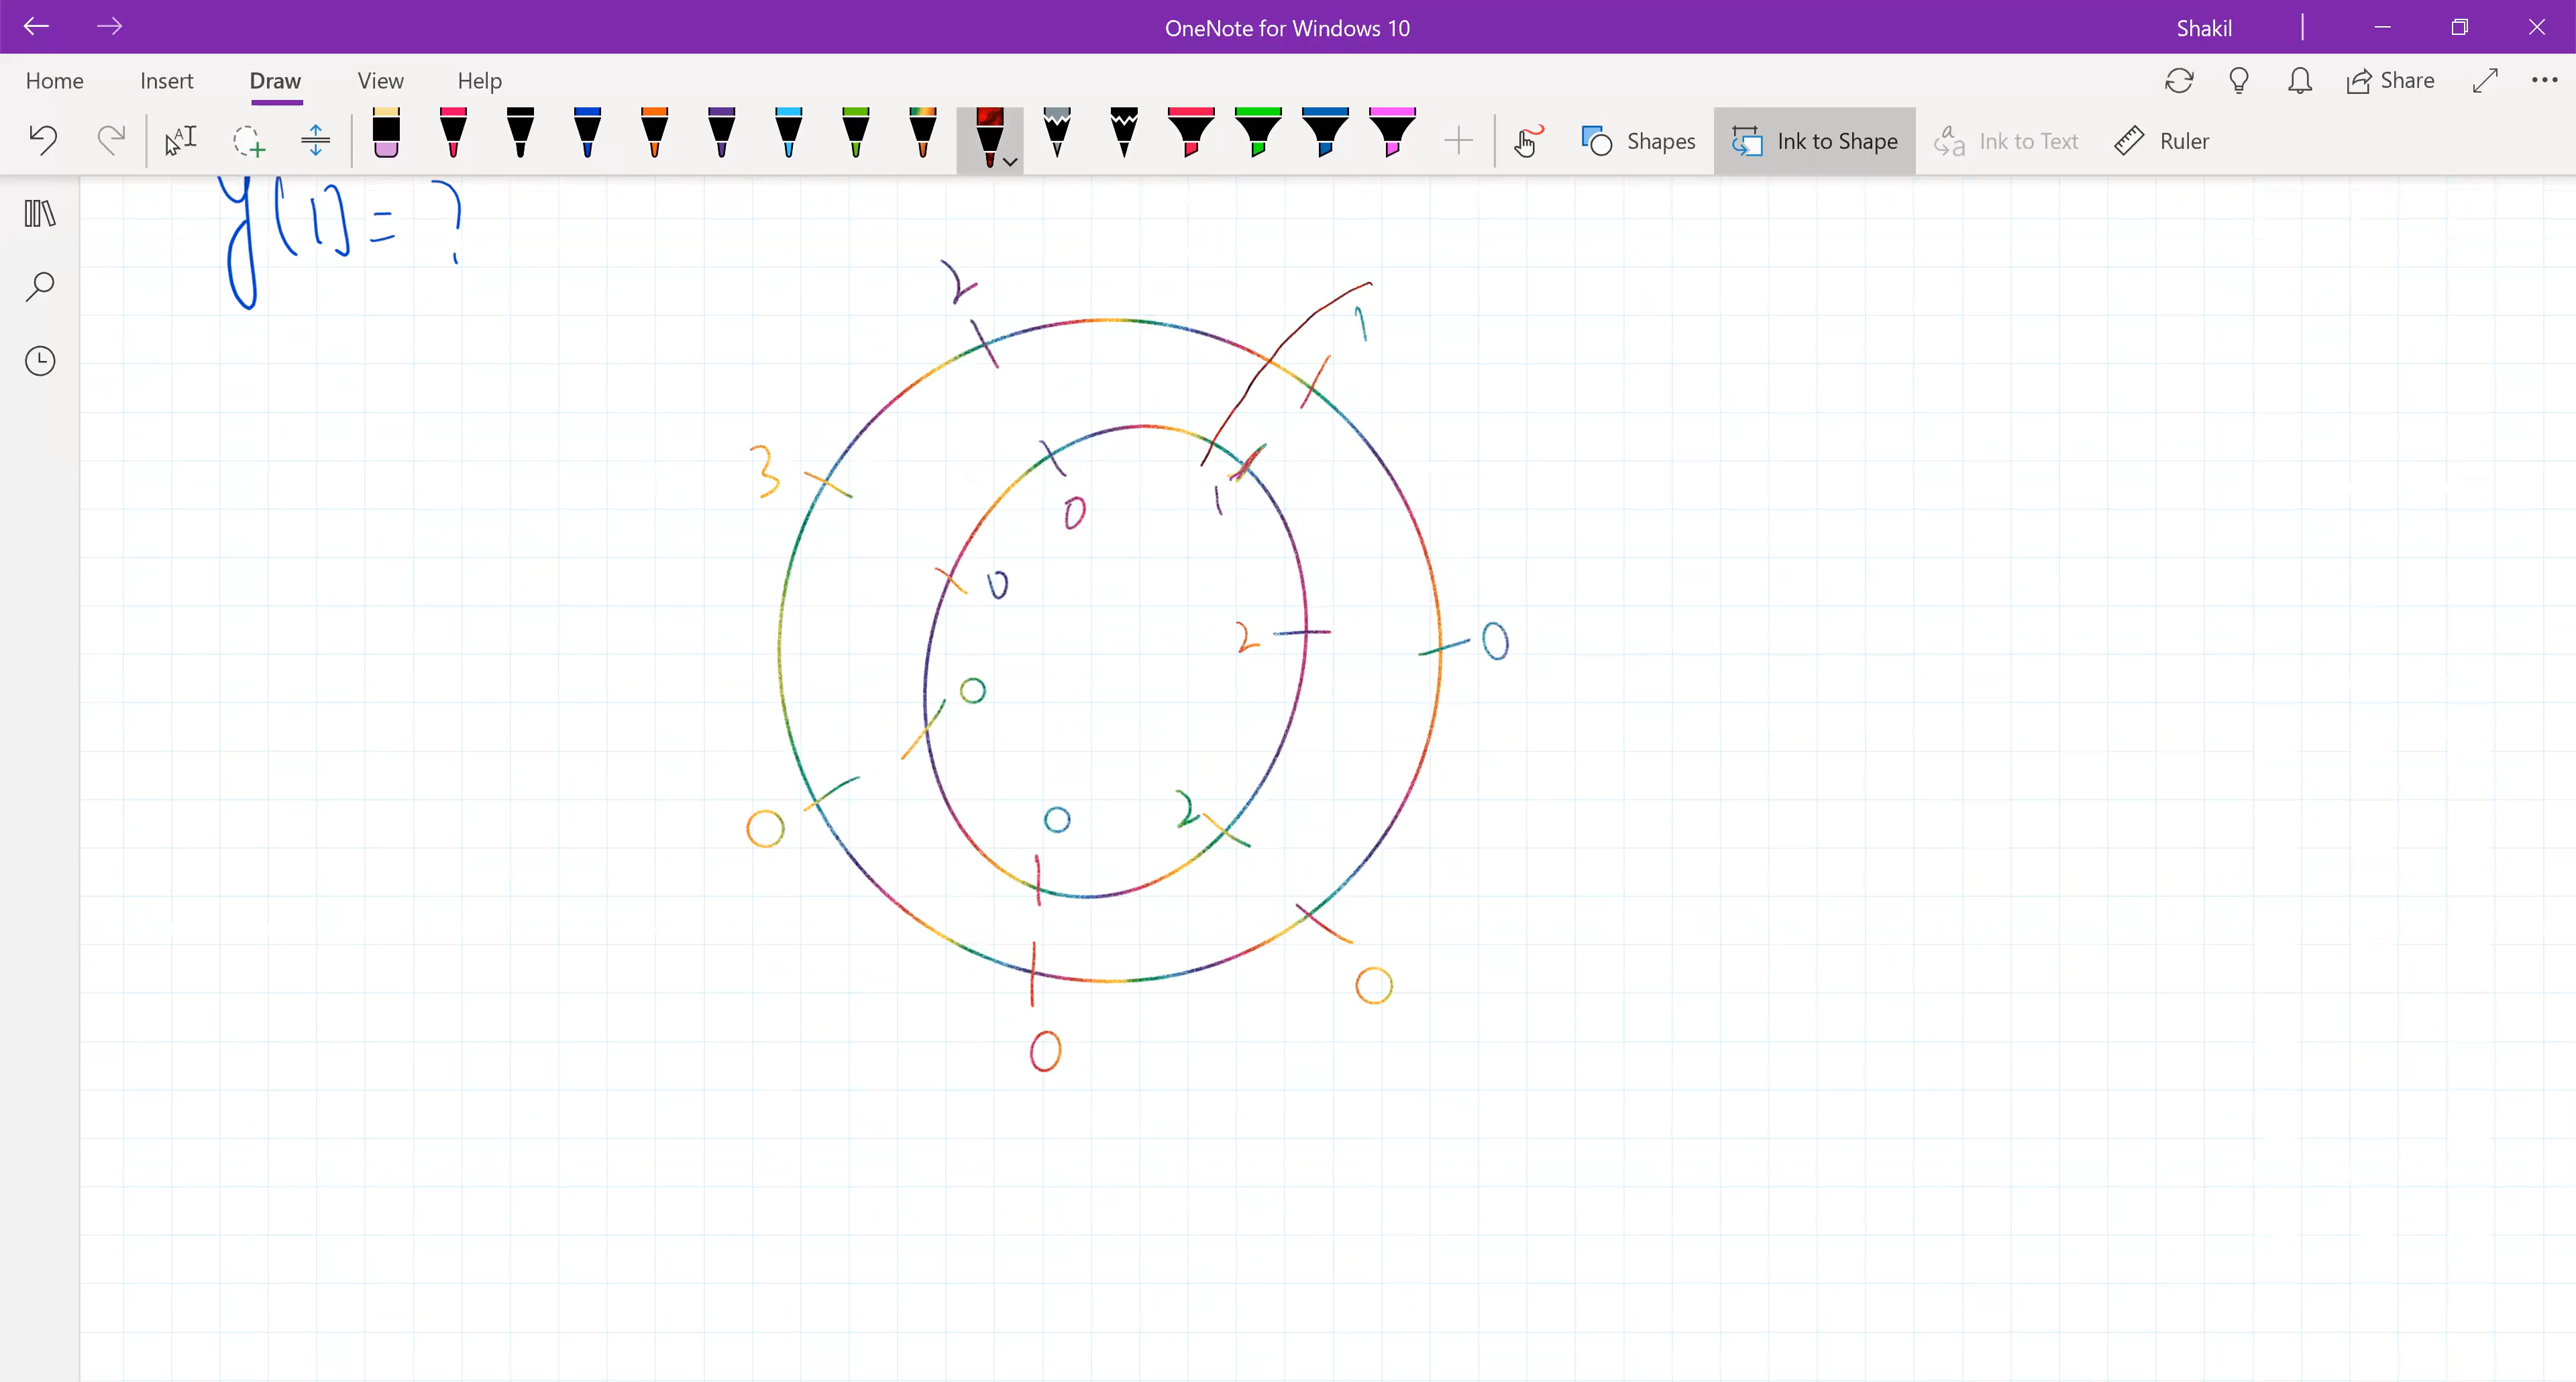 OneNote for Windows 10
Shakil
Home Insert Draw View Help
Share
Shapes Ink to Shape Ink to Text Ruler
y[1] = ?
2
1
3
0
1
0
2
0
0
0
2
0
0
0
0